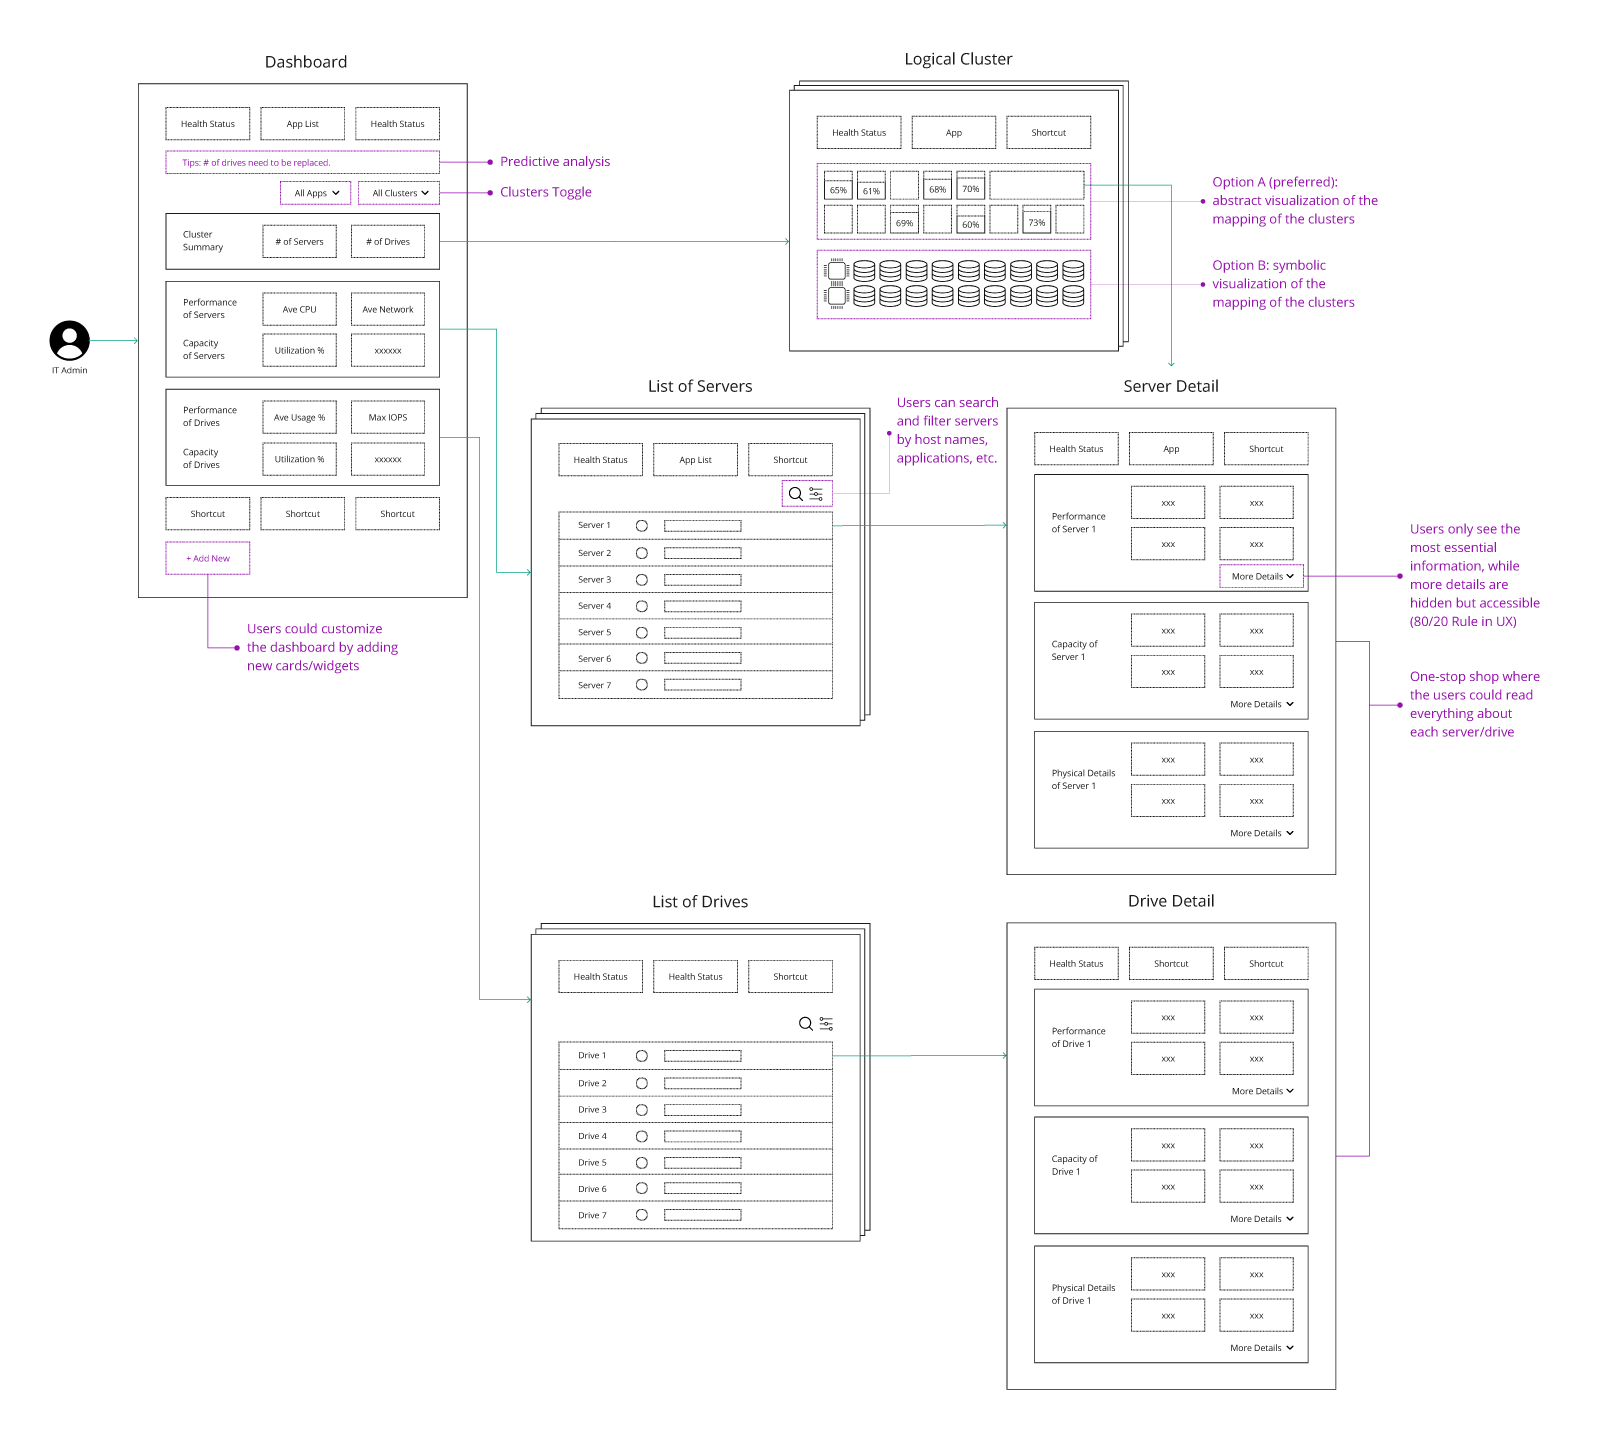 Dashboard
Health Status
App List
Health Status
Tips: # of drives need to be replaced.
Predictive analysis
All Apps
All Clusters
Clusters Toggle
Cluster
Summary
# of Servers
# of Drives
Performance
of Servers
Ave CPU
Ave Network
Capacity
of Servers
Utilization %
xxxxxx
Performance
of Drives
Ave Usage %
Max IOPS
Capacity
of Drives
Utilization %
xxxxxx
Shortcut
Shortcut
Shortcut
+ Add New
Users could customize
the dashboard by adding
new cards/widgets
IT Admin
Logical Cluster
Health Status
App
Shortcut
65%
61%
68%
70%
69%
60%
73%
Option A (preferred):
abstract visualization of the
mapping of the clusters
Option B: symbolic
visualization of the
mapping of the clusters
List of Servers
Health Status
App List
Shortcut
Users can search
and filter servers
by host names,
applications, etc.
Server 1
Server 2
Server 3
Server 4
Server 5
Server 6
Server 7
Server Detail
Health Status
App
Shortcut
Performance
of Server 1
xxx
xxx
xxx
xxx
More Details
Capacity of
Server 1
xxx
xxx
xxx
xxx
More Details
Physical Details
of Server 1
xxx
xxx
xxx
xxx
More Details
Users only see the
most essential
information, while
more details are
hidden but accessible
(80/20 Rule in UX)
One-stop shop where
the users could read
everything about
each server/drive
List of Drives
Health Status
Health Status
Shortcut
Drive 1
Drive 2
Drive 3
Drive 4
Drive 5
Drive 6
Drive 7
Drive Detail
Health Status
Shortcut
Shortcut
Performance
of Drive 1
xxx
xxx
xxx
xxx
More Details
Capacity of
Drive 1
xxx
xxx
xxx
xxx
More Details
Physical Details
of Drive 1
xxx
xxx
xxx
xxx
More Details